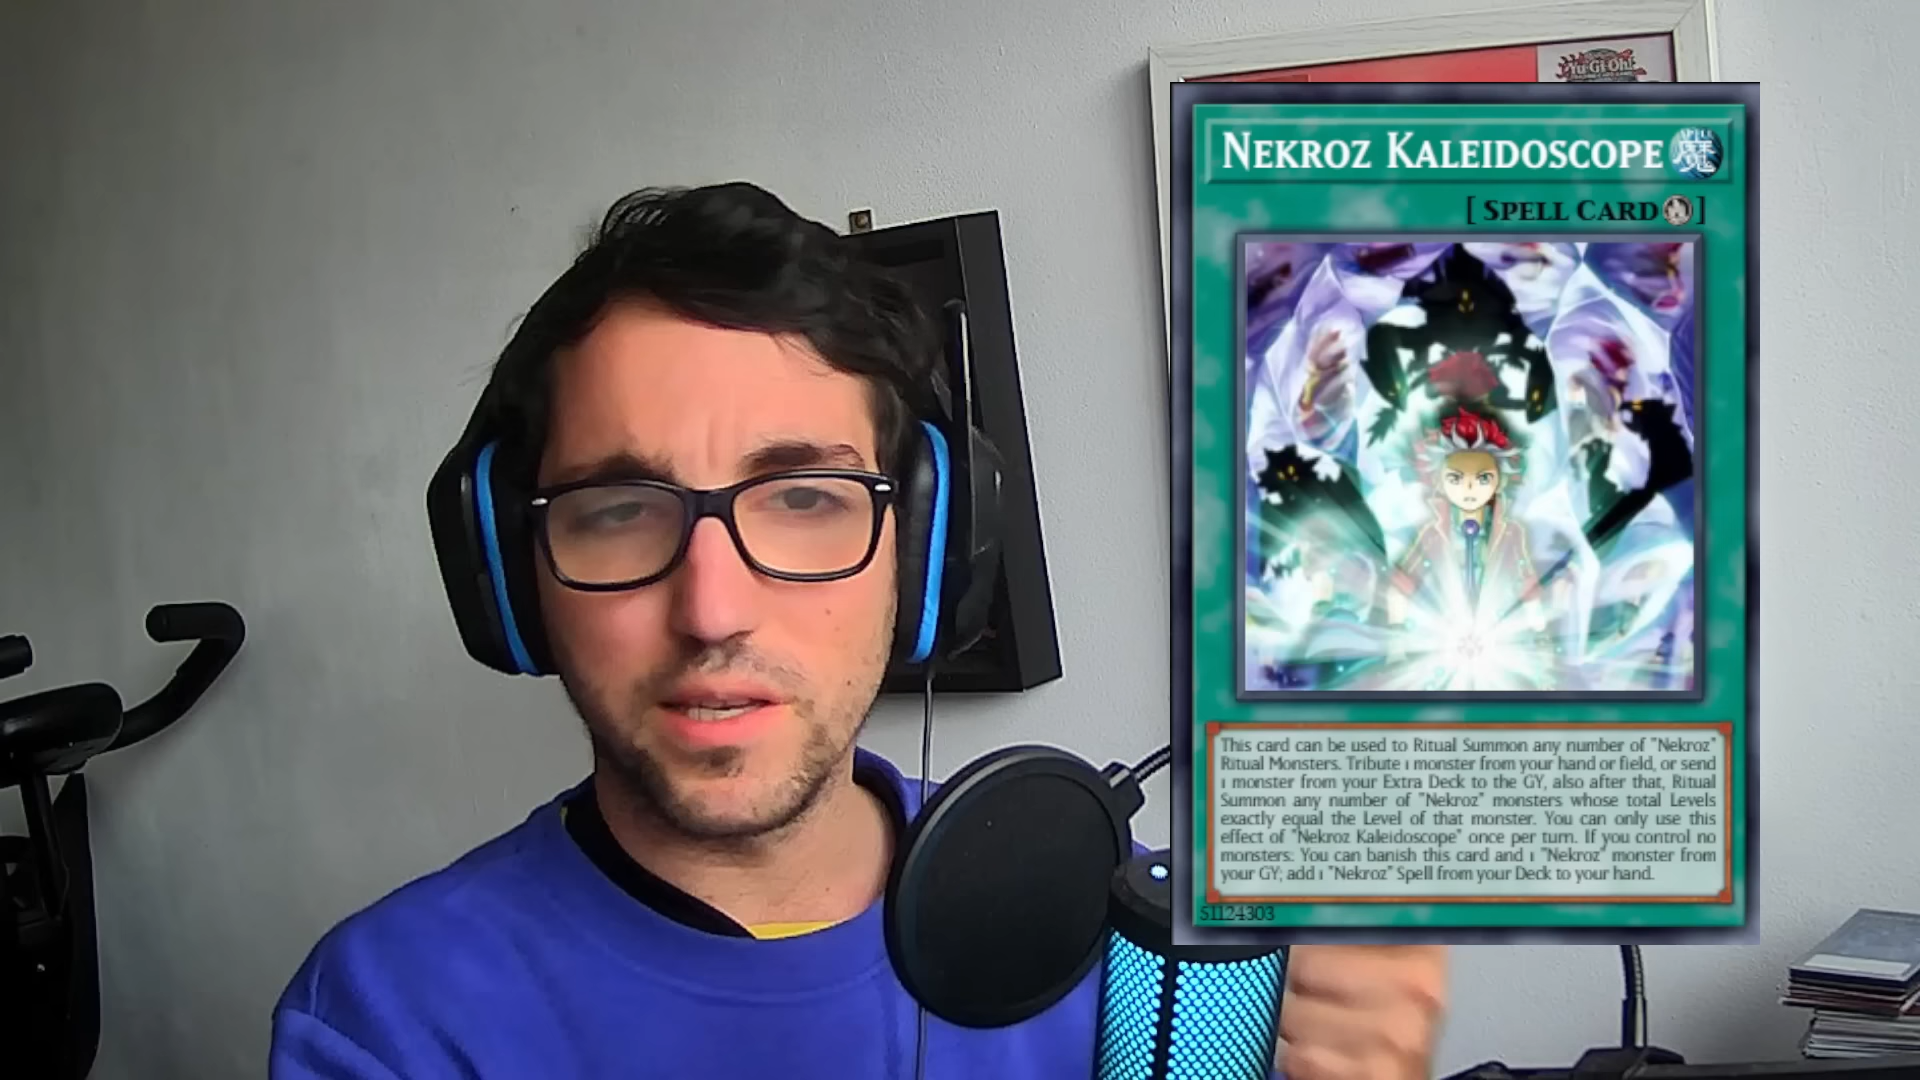 Yu-Gi-Oh!
NEKROZ KALEIDOSCOPE
魔
[ SPELL CARD ]
This card can be used to Ritual Summon any number of "Nekroz"
Ritual Monsters. Tribute 1 monster from your hand or field, or send
1 monster from your Extra Deck to the GY, also after that, Ritual
Summon any number of "Nekroz" monsters whose total Levels
exactly equal the Level of that monster. You can only use this
effect of "Nekroz Kaleidoscope" once per turn. If you control no
monsters: You can banish this card and 1 "Nekroz" monster from
your GY; add 1 "Nekroz" Spell from your Deck to your hand.
51124303